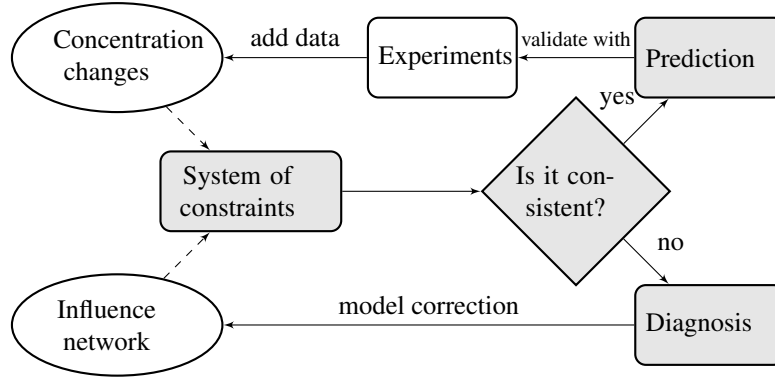 Concentration
changes
add data
Experiments
validate with
Prediction
yes
System of
constraints
Is it con-
sistent?
no
Influence
network
model correction
Diagnosis